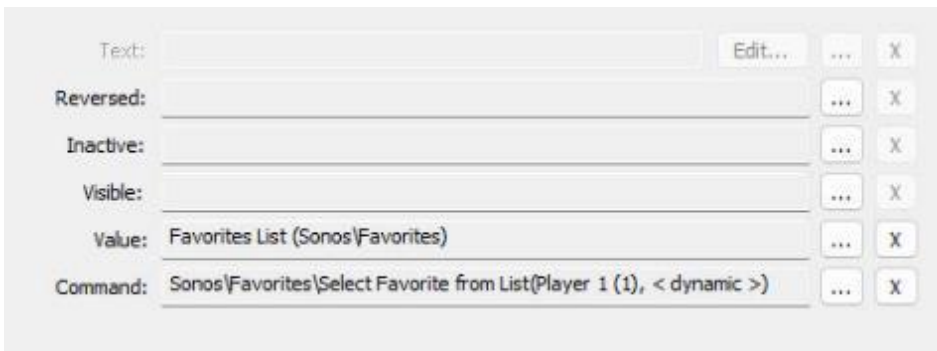 Text: Edit... ... X
Reversed: ... X
Inactive: ... X
Visible: ... X
Value: Favorites List (Sonos\Favorites) ... X
Command: Sonos\Favorites\Select Favorite from List(Player 1 (1), < dynamic >) ... X